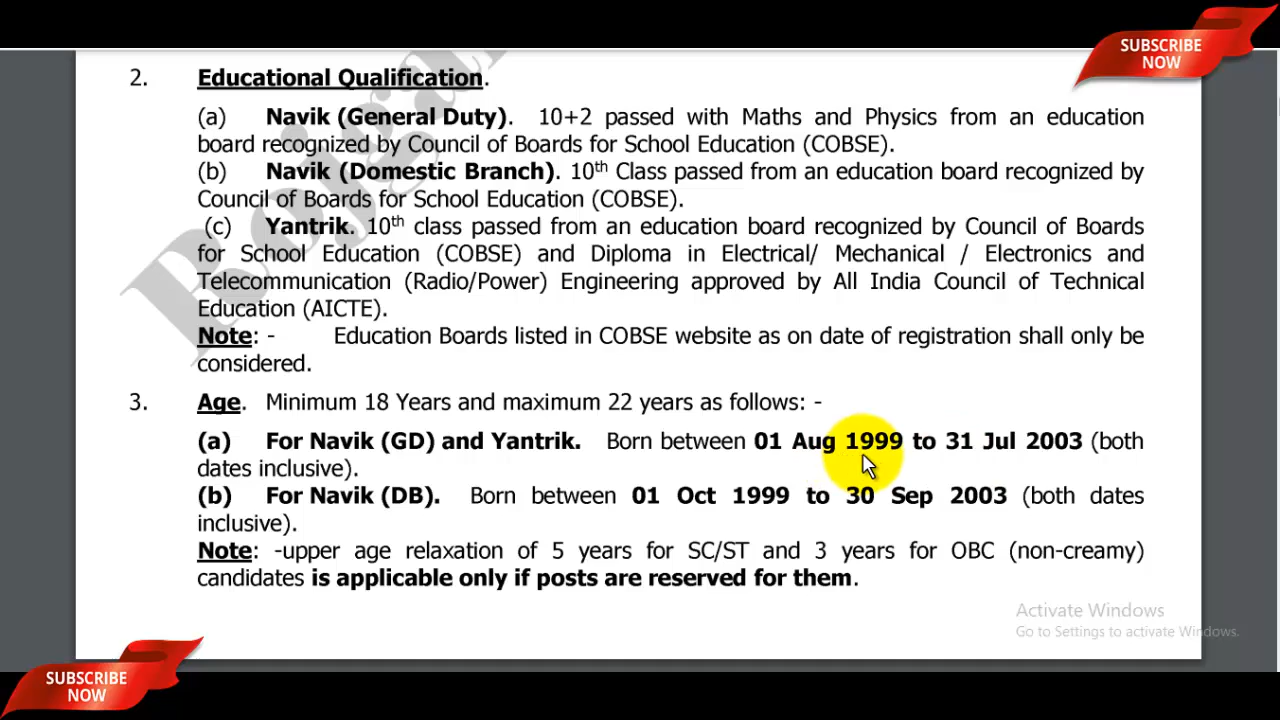 SUBSCRIBE
NOW
2. Educational Qualification.
(a) Navik (General Duty). 10+2 passed with Maths and Physics from an education
board recognized by Council of Boards for School Education (COBSE).
(b) Navik (Domestic Branch). 10th Class passed from an education board recognized by
Council of Boards for School Education (COBSE).
(c) Yantrik. 10th class passed from an education board recognized by Council of Boards
for School Education (COBSE) and Diploma in Electrical/ Mechanical / Electronics and
Telecommunication (Radio/Power) Engineering approved by All India Council of Technical
Education (AICTE).
Note: - Education Boards listed in COBSE website as on date of registration shall only be
considered.
3. Age. Minimum 18 Years and maximum 22 years as follows: -
(a) For Navik (GD) and Yantrik. Born between 01 Aug 1999 to 31 Jul 2003 (both
dates inclusive).
(b) For Navik (DB). Born between 01 Oct 1999 to 30 Sep 2003 (both dates
inclusive).
Note: -upper age relaxation of 5 years for SC/ST and 3 years for OBC (non-creamy)
candidates is applicable only if posts are reserved for them.
Activate Windows
Go to Settings to activate Windows.
SUBSCRIBE
NOW